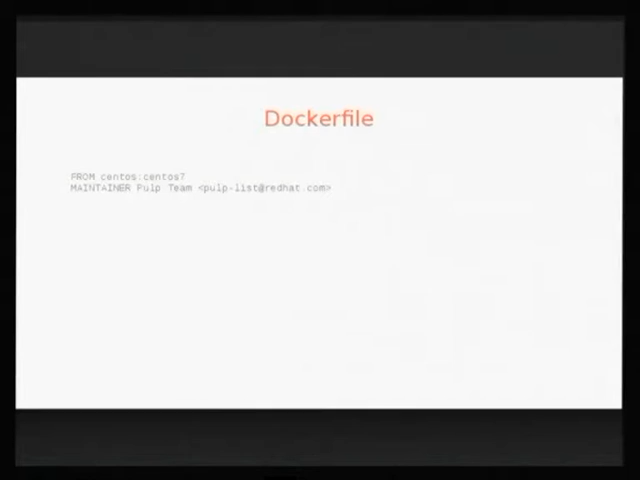 Dockerfile
FROM centos:centos7
MAINTAINER Pulp Team <pulp-list@redhat.com>